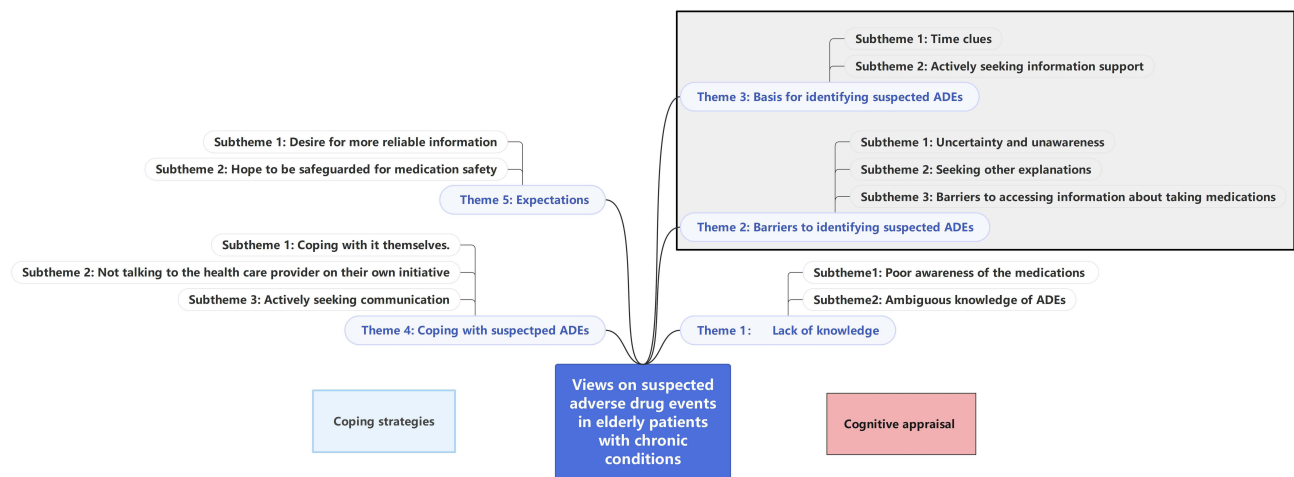 Subtheme 1: Time clues
Subtheme 2: Actively seeking information support
Theme 3: Basis for identifying suspected ADEs
Subtheme 1: Uncertainty and unawareness
Subtheme 2: Seeking other explanations
Subtheme 3: Barriers to accessing information about taking medications
Theme 2: Barriers to identifying suspected ADEs
Subtheme1: Poor awareness of the medications
Subtheme2: Ambiguous knowledge of ADEs
Theme 1: Lack of knowledge
Subtheme 1: Desire for more reliable information
Subtheme 2: Hope to be safeguarded for medication safety
Theme 5: Expectations
Subtheme 1: Coping with it themselves.
Subtheme 2: Not talking to the health care provider on their own initiative
Subtheme 3: Actively seeking communication
Theme 4: Coping with suspectped ADEs
Views on suspected
adverse drug events
in elderly patients
with chronic
conditions
Coping strategies
Cognitive appraisal